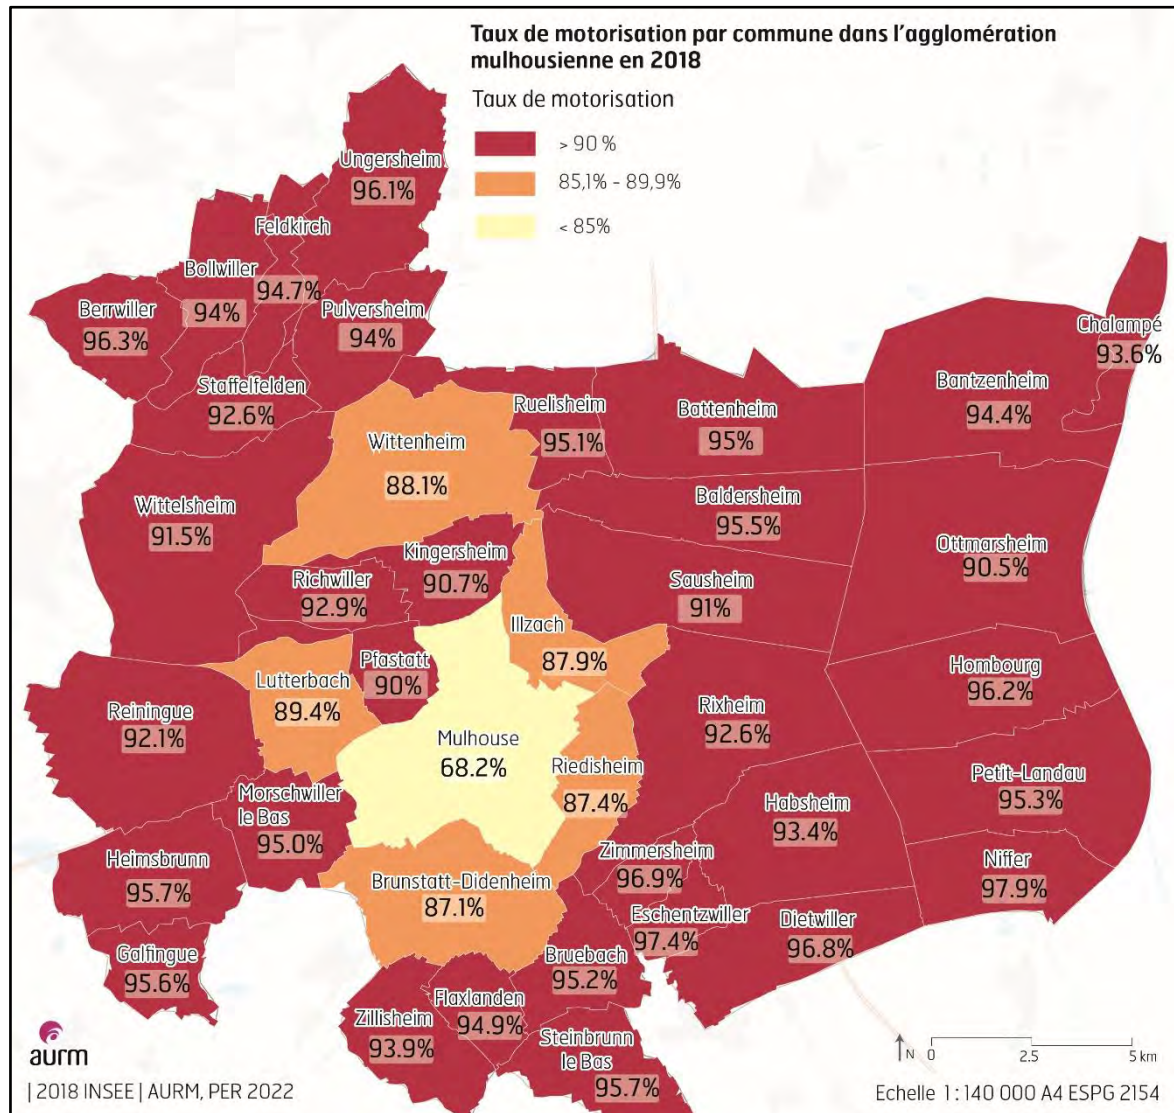 Taux de motorisation par commune dans l'agglomération
mulhousienne en 2018
Taux de motorisation
> 90 %
85,1% - 89,9%
< 85%
Ungersheim
96.1%
Feldkirch
94.7%
Bollwiller
94%
Berrwiller
96.3%
Pulversheim
94%
Staffelfelden
92.6%
Chalampé
93.6%
Bantzenheim
94.4%
Ruelisheim
95.1%
Battenheim
95%
Wittenheim
88.1%
Wittelsheim
91.5%
Baldersheim
95.5%
Ottmarsheim
90.5%
Kingersheim
90.7%
Richwiller
92.9%
Sausheim
91%
Illzach
87.9%
Pfastatt
90%
Lutterbach
89.4%
Hombourg
96.2%
Reiningue
92.1%
Rixheim
92.6%
Mulhouse
68.2%
Riedisheim
87.4%
Petit-Landau
95.3%
Morschwiller
le Bas
95.0%
Habsheim
93.4%
Heimsbrunn
95.7%
Zimmersheim
96.9%
Niffer
97.9%
Brunstatt-Didenheim
87.1%
Eschentzwiller
97.4%
Dietwiller
96.8%
Galfingue
95.6%
Bruebach
95.2%
Flaxlanden
94.9%
Zillisheim
93.9%
Steinbrunn
le Bas
95.7%
aurm
| 2018 INSEE | AURM, PER 2022
N 0 2.5 5 km
Echelle 1 : 140 000 A4 ESPG 2154